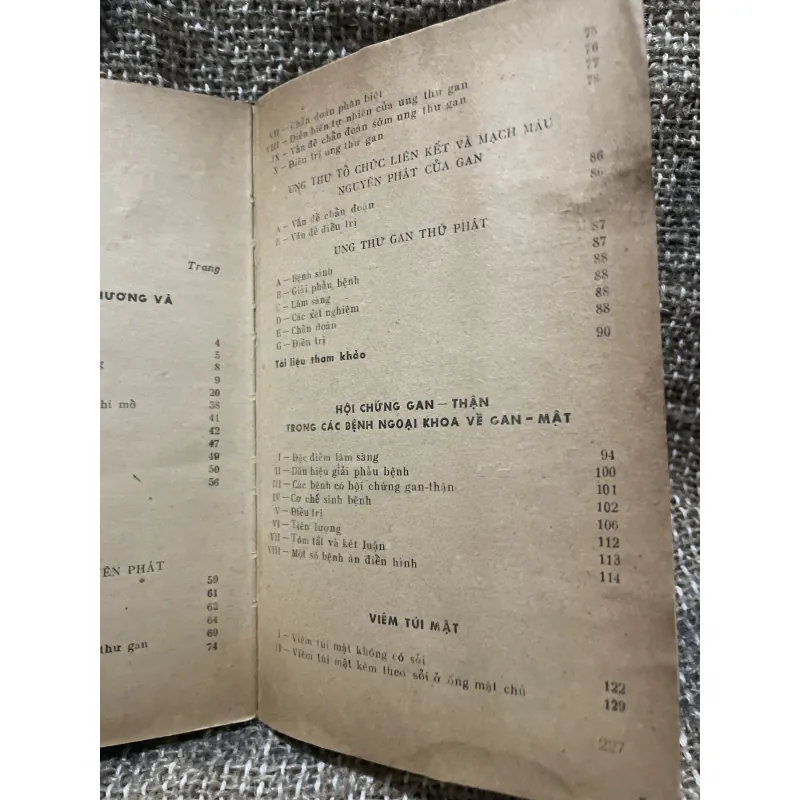 Trang
HƯƠNG VÀ
4
5
8
9
20
hi mổ 38
41
42
47
49
50
56
YÊN PHÁT
59
61
62
64
69
thư gan 74
VII — Chẩn đoán phân biệt 75
VIII — Diễn biến tự nhiên của ung thư gan 76
IX — Vấn đề chẩn đoán sớm ung thư gan 77
X — Điều trị ung thư gan 78
UNG THƯ TỔ CHỨC LIÊN KẾT VÀ MẠCH MÁU
NGUYÊN PHÁT CỦA GAN
A — Vấn đề chẩn đoán 86
B — Vấn đề điều trị 86
UNG THƯ GAN THỨ PHÁT
A — Bệnh sinh 87
B — Giải phẫu bệnh 87
C — Lâm sàng 88
D — Các xét nghiệm 88
E — Chẩn đoán 88
G — Điều trị 88
Tài liệu tham khảo 90
HỘI CHỨNG GAN — THẬN
TRONG CÁC BỆNH NGOẠI KHOA VỀ GAN — MẬT
94
I — Đặc điểm lâm sàng 100
II — Dấu hiệu giải phẫu bệnh 101
III — Các bệnh có hội chứng gan-thận 102
IV — Cơ chế sinh bệnh 106
V — Điều trị 112
VI — Tiên lượng 113
VII — Tóm tắt và kết luận 114
VIII — Một số bệnh án điển hình
VIÊM TÚI MẬT
I — Viêm túi mật không có sỏi 122
II — Viêm túi mật kèm theo sỏi ở ống mật chủ 129
227